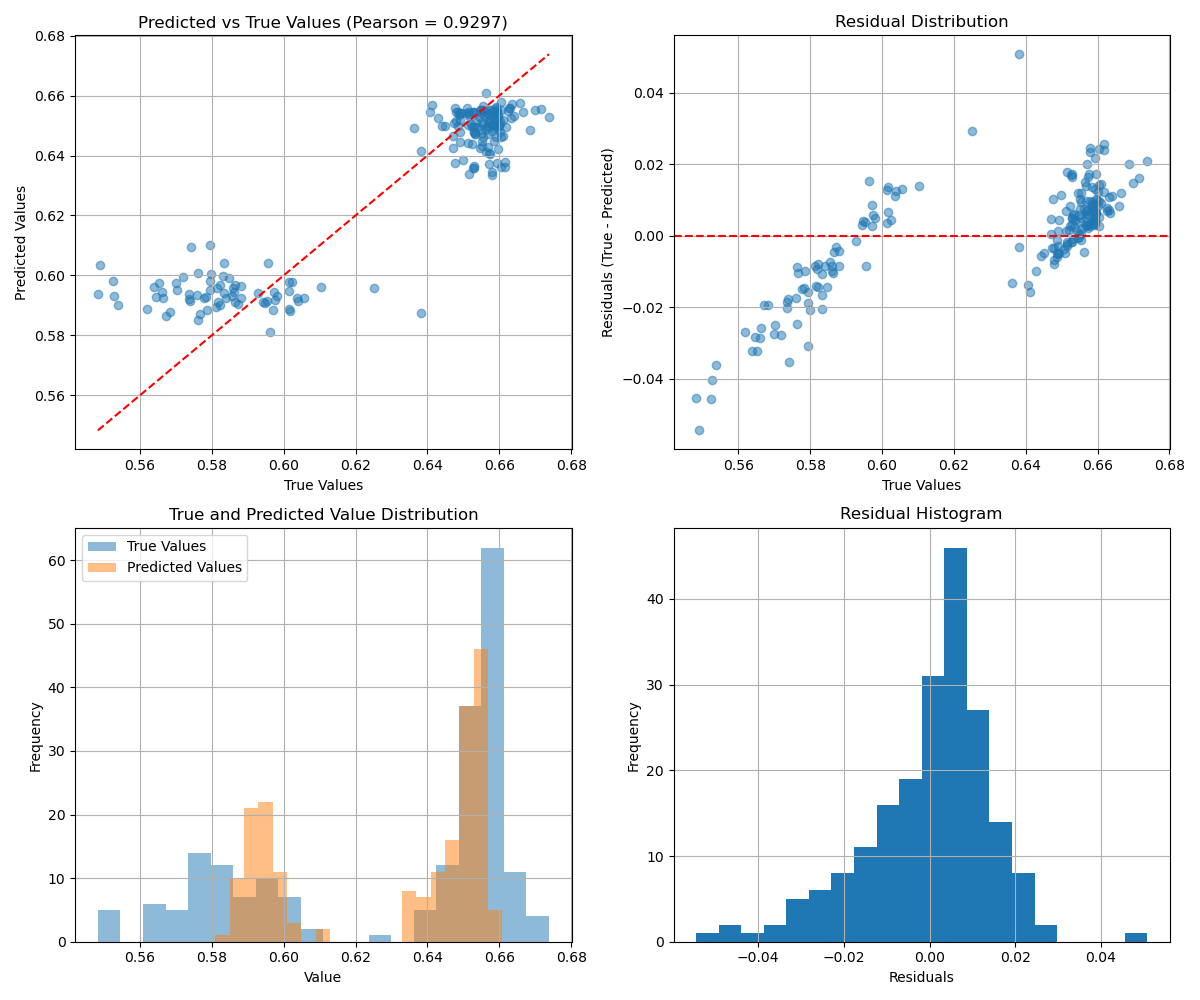 Predicted vs True Values (Pearson = 0.9297)
Predicted Values
0.68
0.66
0.64
0.62
0.60
0.58
0.56
0.56 0.58 0.60 0.62 0.64 0.66 0.68
True Values
Residual Distribution
Residuals (True - Predicted)
0.04
0.02
0.00
−0.02
−0.04
0.56 0.58 0.60 0.62 0.64 0.66 0.68
True Values
True and Predicted Value Distribution
True Values
Predicted Values
Frequency
60
50
40
30
20
10
0
0.56 0.58 0.60 0.62 0.64 0.66 0.68
Value
Residual Histogram
Frequency
40
30
20
10
0
−0.04 −0.02 0.00 0.02 0.04
Residuals